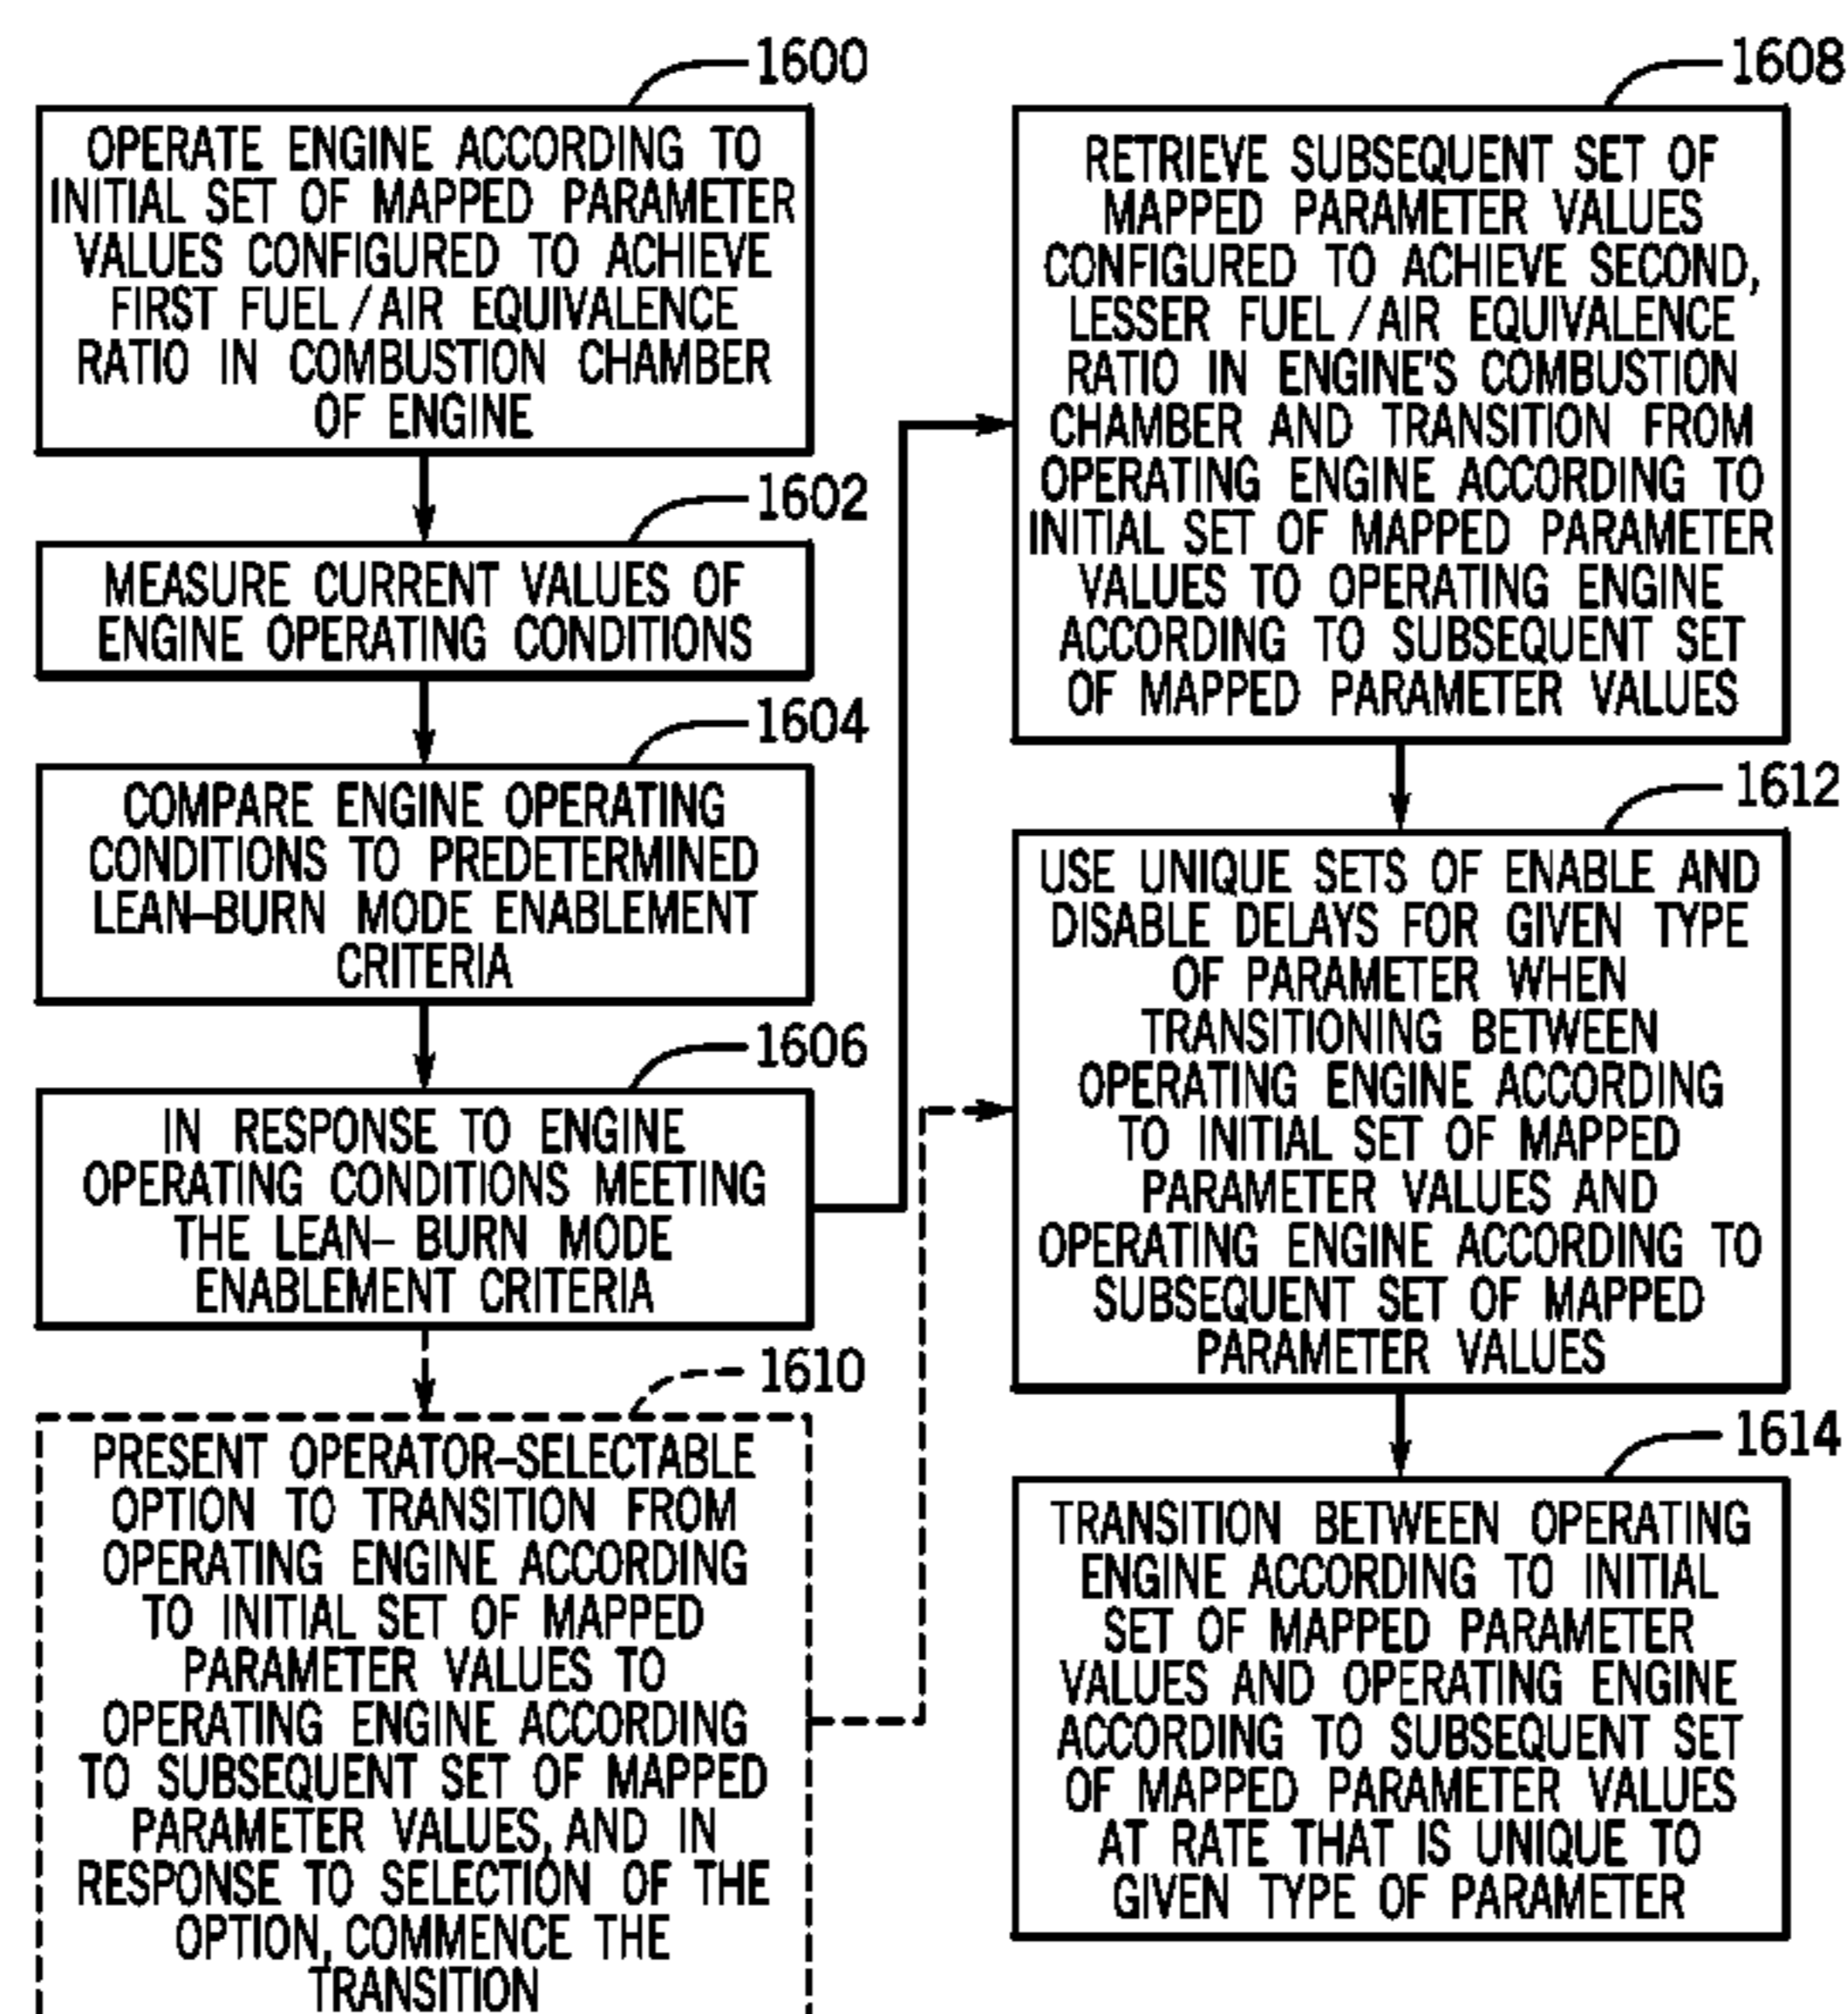 1600
OPERATE ENGINE ACCORDING TO
INITIAL SET OF MAPPED PARAMETER
VALUES CONFIGURED TO ACHIEVE
FIRST FUEL/AIR EQUIVALENCE
RATIO IN COMBUSTION CHAMBER
OF ENGINE
1602
MEASURE CURRENT VALUES OF
ENGINE OPERATING CONDITIONS
1604
COMPARE ENGINE OPERATING
CONDITIONS TO PREDETERMINED
LEAN-BURN MODE ENABLEMENT
CRITERIA
1606
IN RESPONSE TO ENGINE
OPERATING CONDITIONS MEETING
THE LEAN- BURN MODE
ENABLEMENT CRITERIA
1610
PRESENT OPERATOR-SELECTABLE
OPTION TO TRANSITION FROM
OPERATING ENGINE ACCORDING
TO INITIAL SET OF MAPPED
PARAMETER VALUES TO
OPERATING ENGINE ACCORDING
TO SUBSEQUENT SET OF MAPPED
PARAMETER VALUES, AND IN
RESPONSE TO SELECTION OF THE
OPTION, COMMENCE THE
TRANSITION
1608
RETRIEVE SUBSEQUENT SET OF
MAPPED PARAMETER VALUES
CONFIGURED TO ACHIEVE SECOND,
LESSER FUEL/AIR EQUIVALENCE
RATIO IN ENGINE'S COMBUSTION
CHAMBER AND TRANSITION FROM
OPERATING ENGINE ACCORDING TO
INITIAL SET OF MAPPED PARAMETER
VALUES TO OPERATING ENGINE
ACCORDING TO SUBSEQUENT SET
OF MAPPED PARAMETER VALUES
1612
USE UNIQUE SETS OF ENABLE AND
DISABLE DELAYS FOR GIVEN TYPE
OF PARAMETER WHEN
TRANSITIONING BETWEEN
OPERATING ENGINE ACCORDING
TO INITIAL SET OF MAPPED
PARAMETER VALUES AND
OPERATING ENGINE ACCORDING TO
SUBSEQUENT SET OF MAPPED
PARAMETER VALUES
1614
TRANSITION BETWEEN OPERATING
ENGINE ACCORDING TO INITIAL
SET OF MAPPED PARAMETER
VALUES AND OPERATING ENGINE
ACCORDING TO SUBSEQUENT SET
OF MAPPED PARAMETER VALUES
AT RATE THAT IS UNIQUE TO
GIVEN TYPE OF PARAMETER